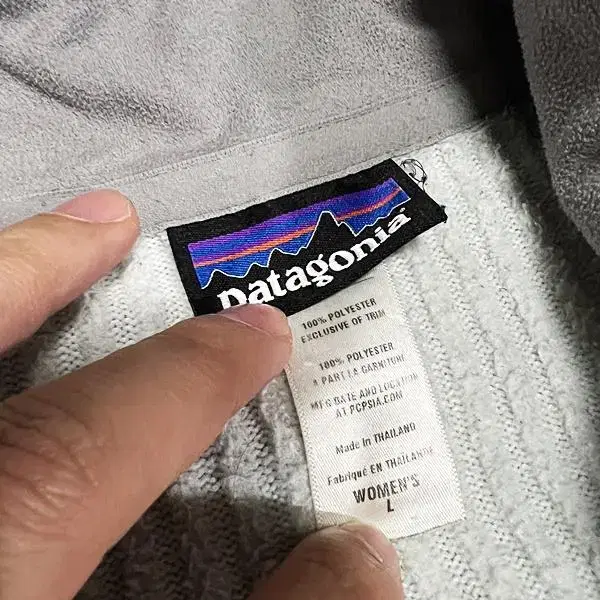 patagonia
100% POLYESTER
EXCLUSIVE OF TRIM
100% POLYESTER
À PART LA GARNITURE
MFG DATE AND LOCATION
AT PCPSIA.COM
Made In THAILAND
Fabriqué EN THAÏLANDE
WOMEN'S
L